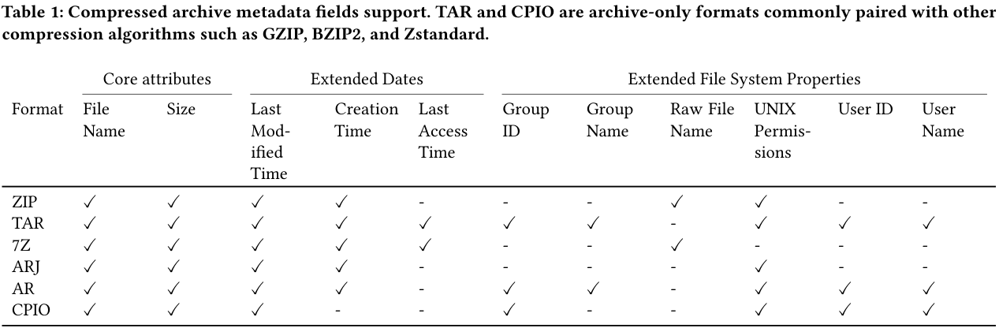 Table 1: Compressed archive metadata fields support. TAR and CPIO are archive-only formats commonly paired with other
compression algorithms such as GZIP, BZIP2, and Zstandard.
Core attributes Extended Dates Extended File System Properties
Format File Size Last Creation Last Group Group Raw File UNIX User ID User
Name Mod- Time Access ID Name Name Permis- Name
ified Time sions
Time
ZIP ✓ ✓ ✓ ✓ - - - ✓ ✓ - -
TAR ✓ ✓ ✓ ✓ ✓ ✓ ✓ - ✓ ✓ ✓
7Z ✓ ✓ ✓ ✓ ✓ - - ✓ - - -
ARJ ✓ ✓ ✓ ✓ - - - - ✓ - -
AR ✓ ✓ ✓ ✓ - ✓ ✓ - ✓ ✓ ✓
CPIO ✓ ✓ ✓ - - ✓ - - ✓ ✓ ✓